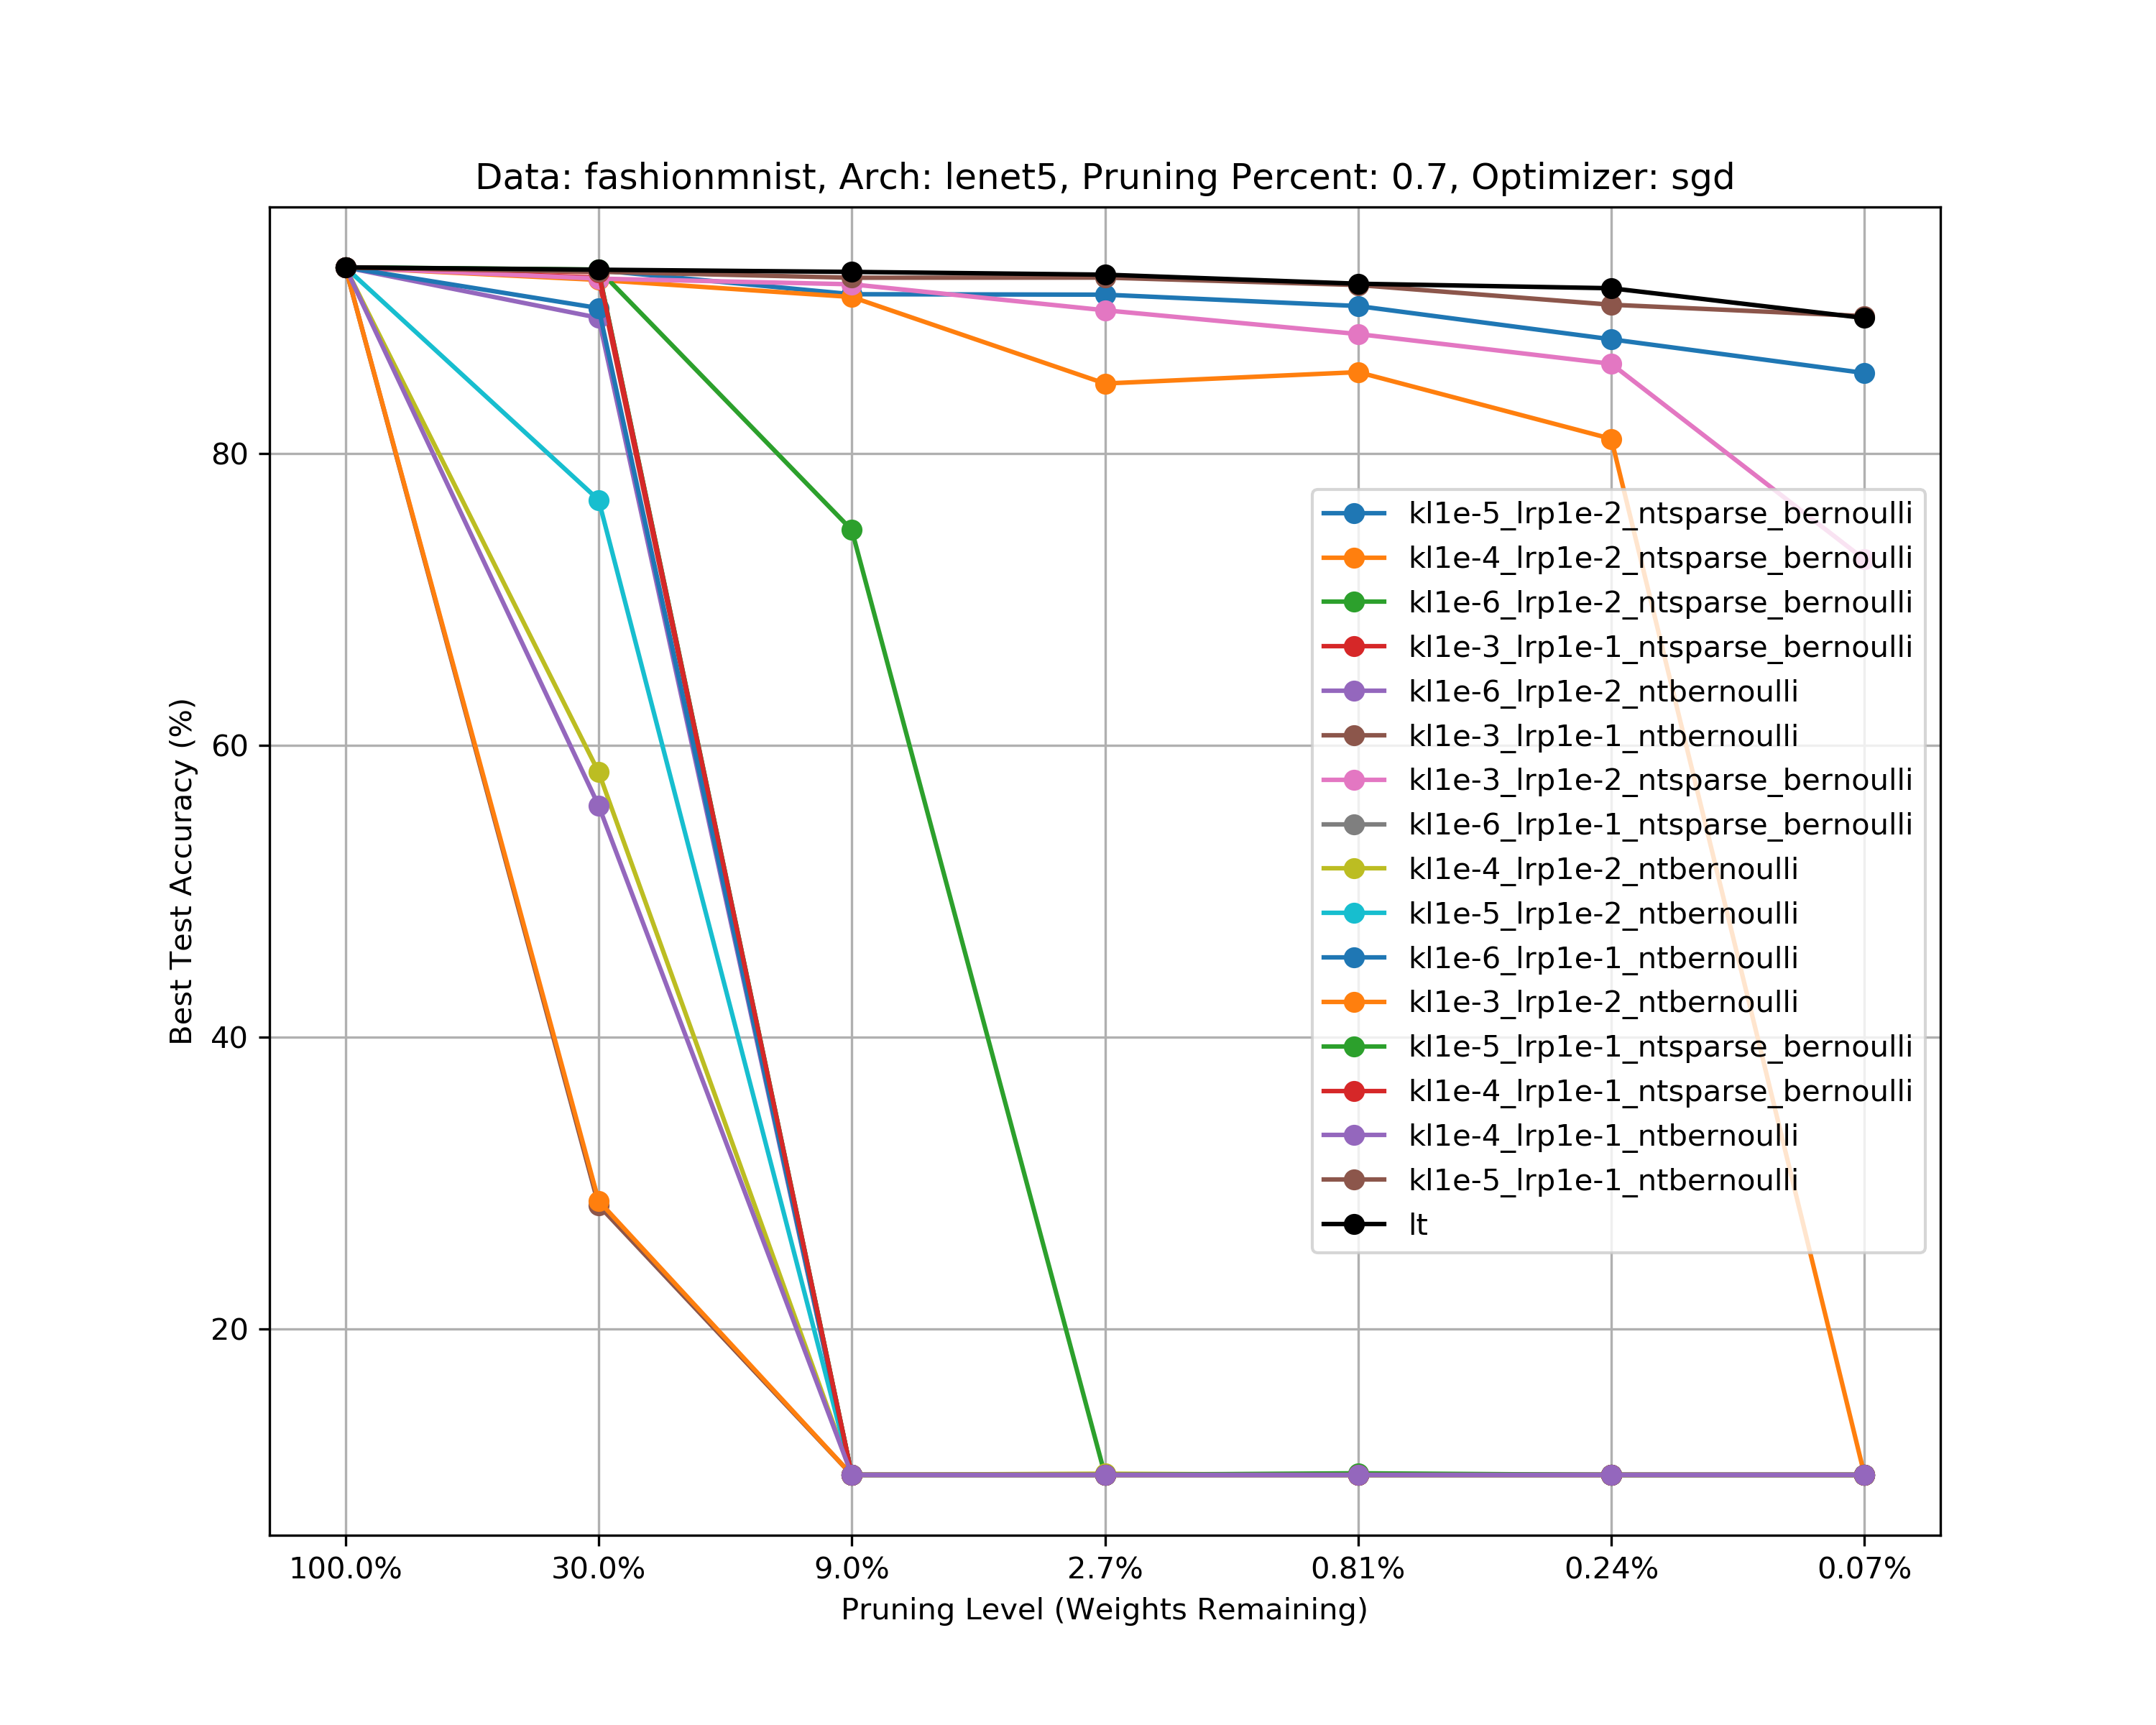 Data: fashionmnist, Arch: lenet5, Pruning Percent: 0.7, Optimizer: sgd
Best Test Accuracy (%)
80
60
40
20
kl1e-5_lrp1e-2_ntsparse_bernoulli
kl1e-4_lrp1e-2_ntsparse_bernoulli
kl1e-6_lrp1e-2_ntsparse_bernoulli
kl1e-3_lrp1e-1_ntsparse_bernoulli
kl1e-6_lrp1e-2_ntbernoulli
kl1e-3_lrp1e-1_ntbernoulli
kl1e-3_lrp1e-2_ntsparse_bernoulli
kl1e-6_lrp1e-1_ntsparse_bernoulli
kl1e-4_lrp1e-2_ntbernoulli
kl1e-5_lrp1e-2_ntbernoulli
kl1e-6_lrp1e-1_ntbernoulli
kl1e-3_lrp1e-2_ntbernoulli
kl1e-5_lrp1e-1_ntsparse_bernoulli
kl1e-4_lrp1e-1_ntsparse_bernoulli
kl1e-4_lrp1e-1_ntbernoulli
kl1e-5_lrp1e-1_ntbernoulli
lt
100.0% 30.0% 9.0% 2.7% 0.81% 0.24% 0.07%
Pruning Level (Weights Remaining)